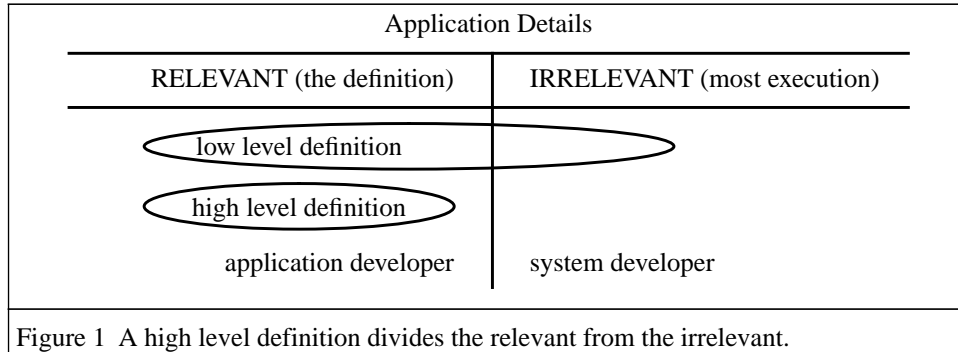 Application Details
RELEVANT (the definition) IRRELEVANT (most execution)
low level definition
high level definition
application developer system developer
Figure 1 A high level definition divides the relevant from the irrelevant.